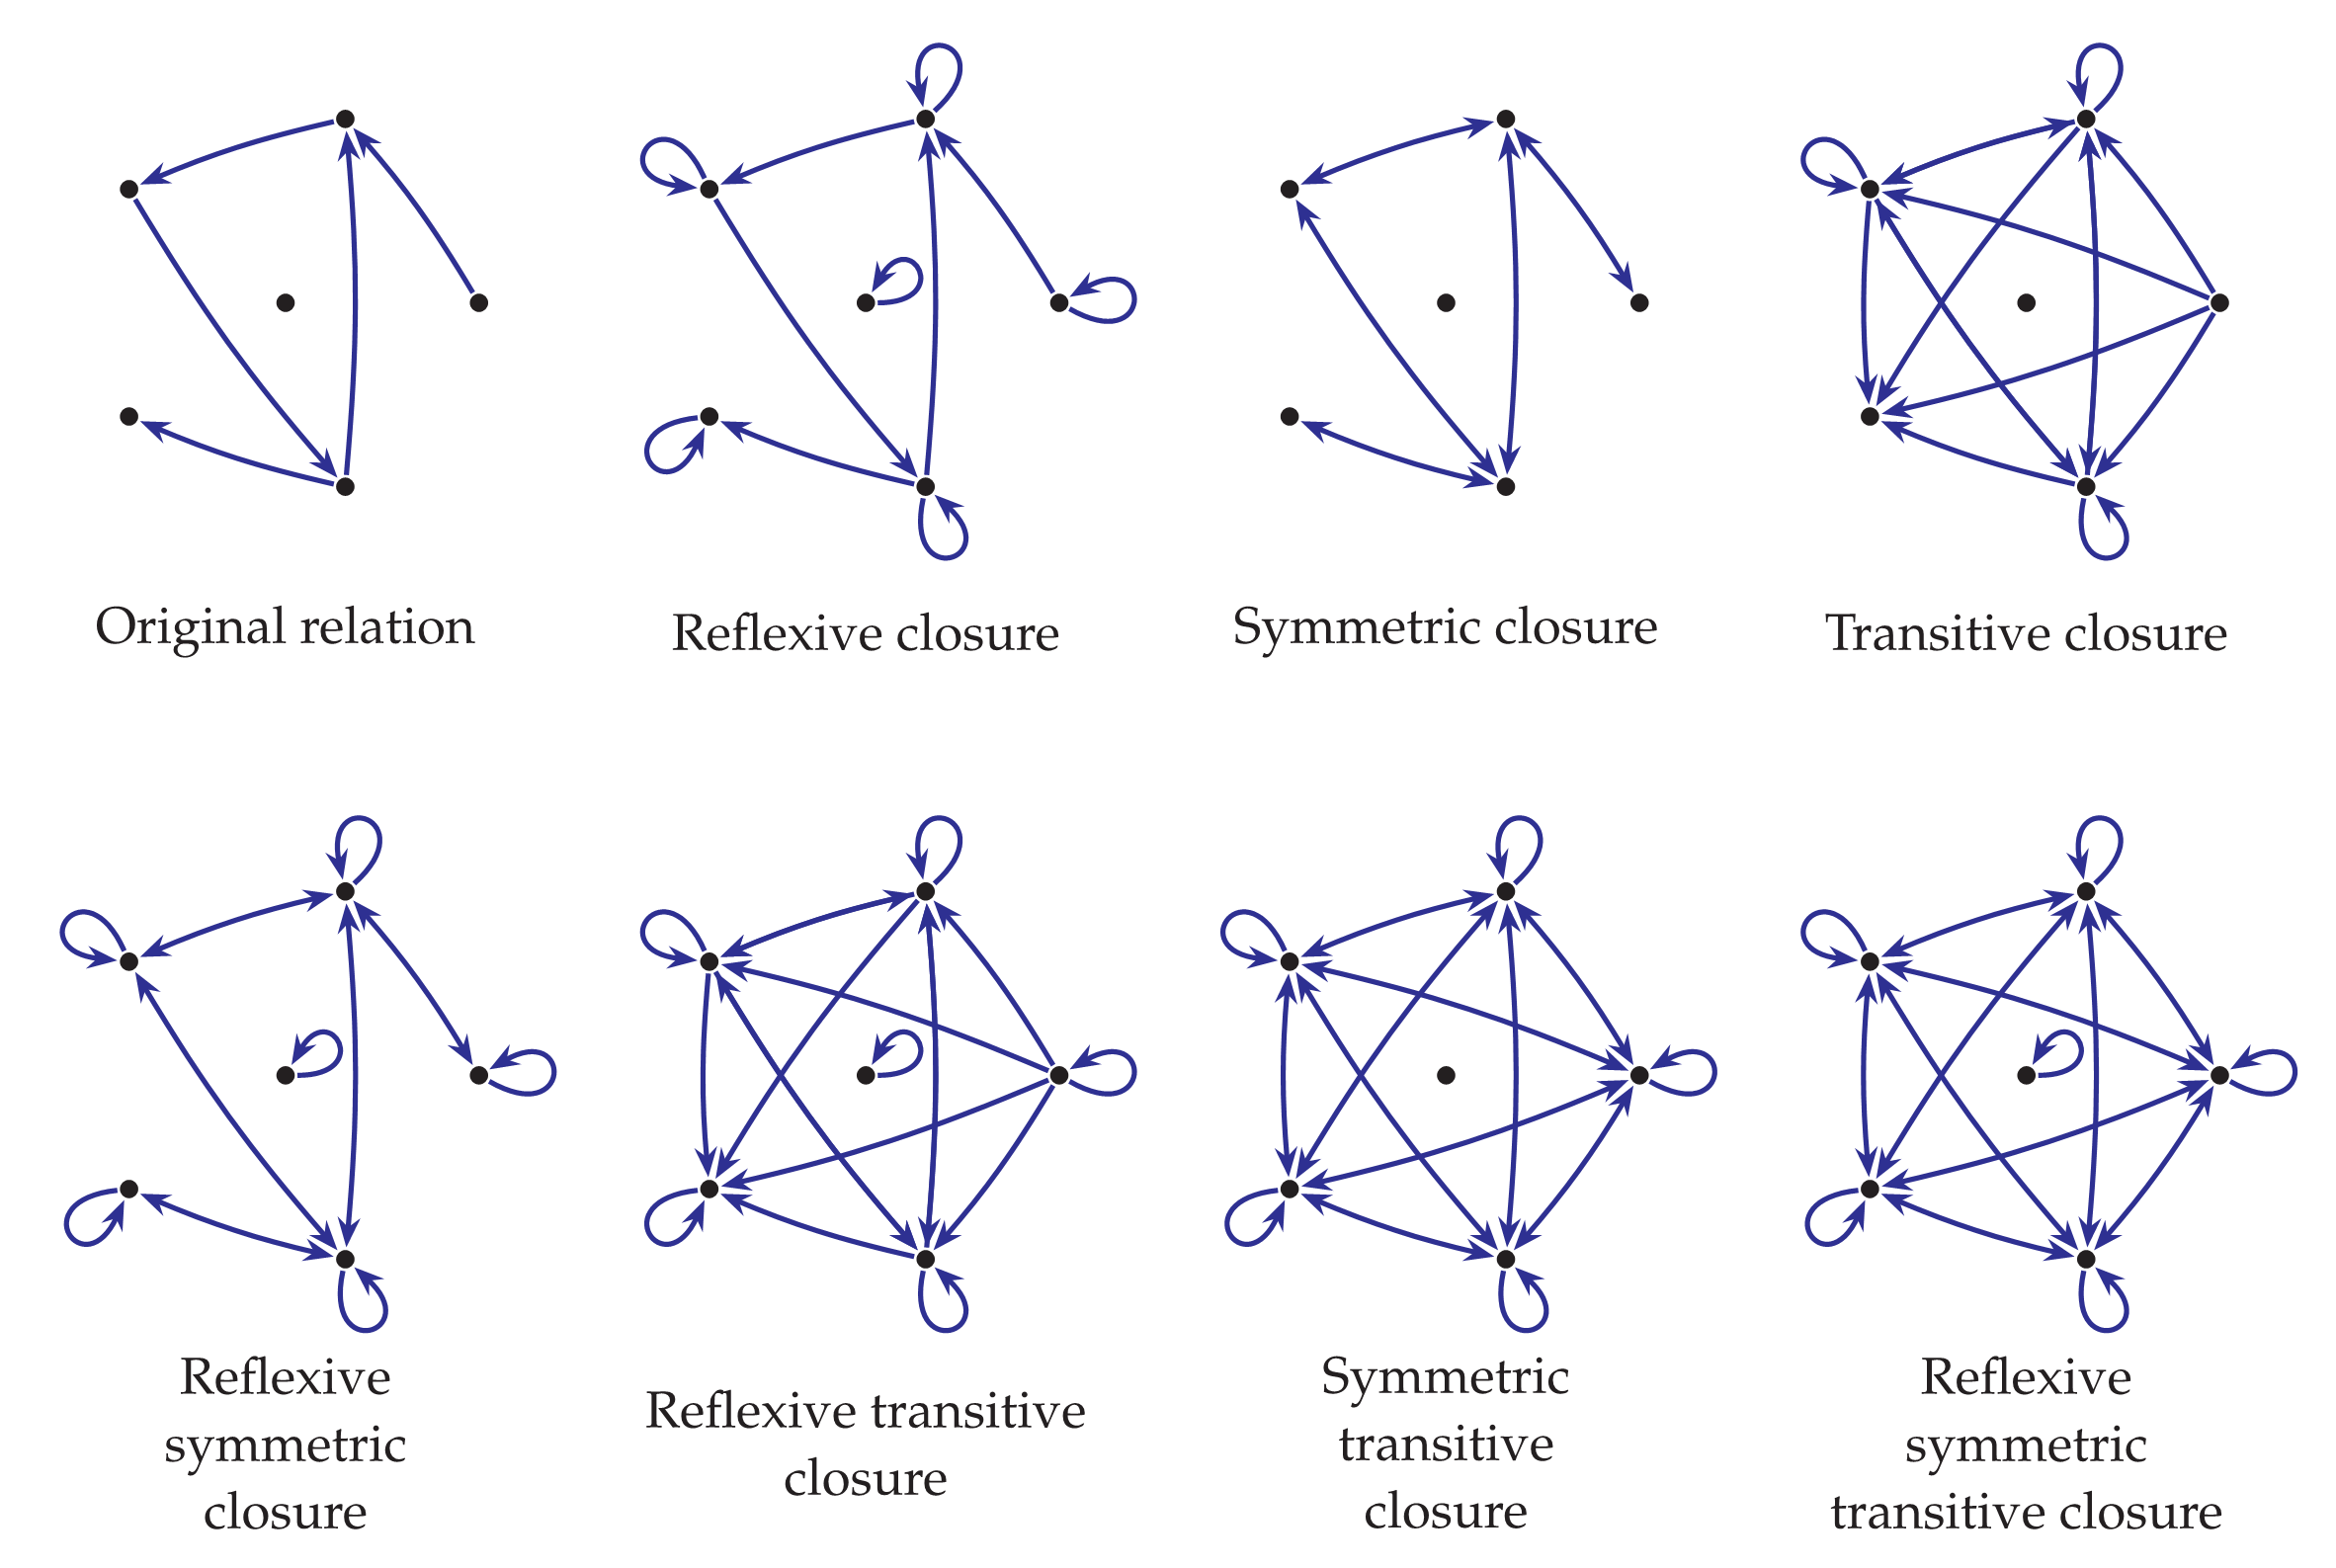 Original relation
Reflexive closure
Symmetric closure
Transitive closure
Reflexive
symmetric
closure
Reflexive transitive
closure
Symmetric
transitive
closure
Reflexive
symmetric
transitive closure